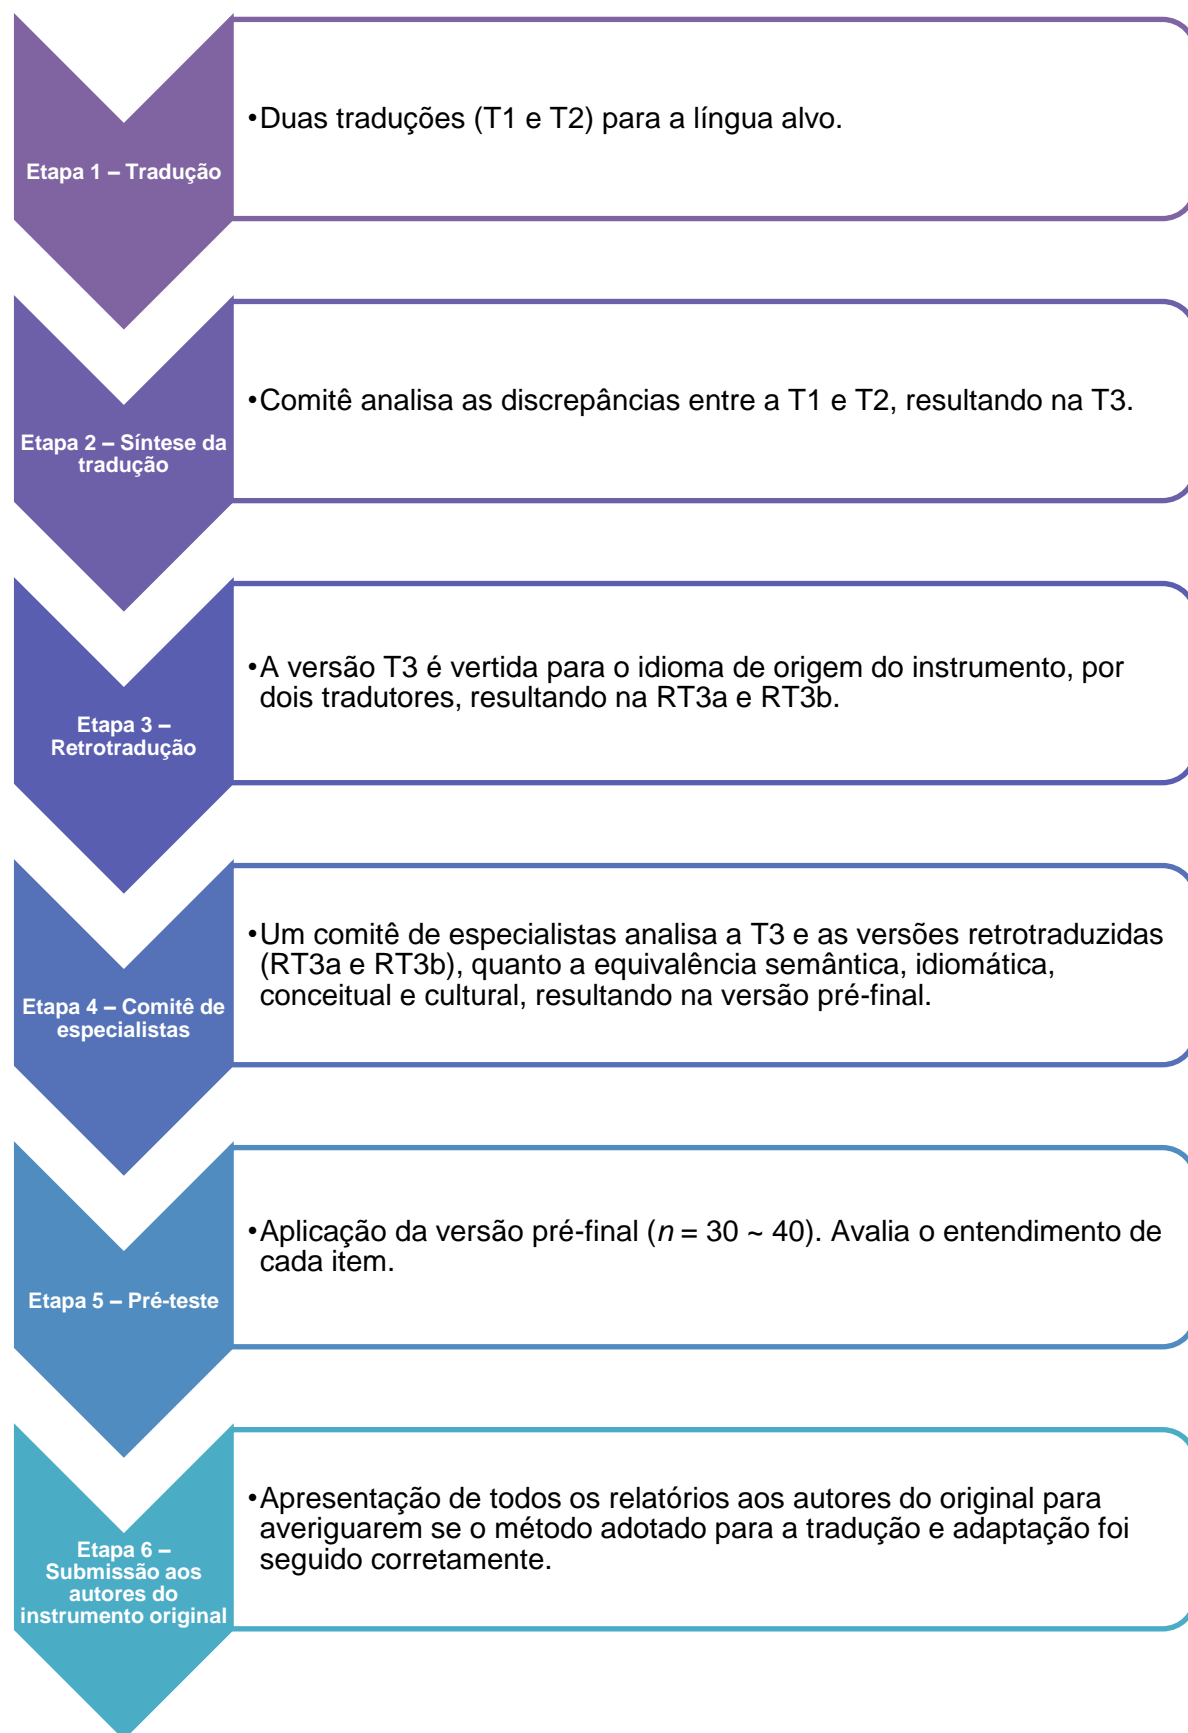 Etapa 1 – Tradução
•Duas traduções (T1 e T2) para a língua alvo.
Etapa 2 – Síntese da
tradução
•Comitê analisa as discrepâncias entre a T1 e T2, resultando na T3.
Etapa 3 –
Retrotradução
•A versão T3 é vertida para o idioma de origem do instrumento, por
dois tradutores, resultando na RT3a e RT3b.
Etapa 4 – Comitê de
especialistas
•Um comitê de especialistas analisa a T3 e as versões retrotraduzidas
(RT3a e RT3b), quanto a equivalência semântica, idiomática,
conceitual e cultural, resultando na versão pré-final.
Etapa 5 – Pré-teste
•Aplicação da versão pré-final (n = 30 ~ 40). Avalia o entendimento de
cada item.
Etapa 6 –
Submissão aos
autores do
instrumento original
•Apresentação de todos os relatórios aos autores do original para
averiguarem se o método adotado para a tradução e adaptação foi
seguido corretamente.